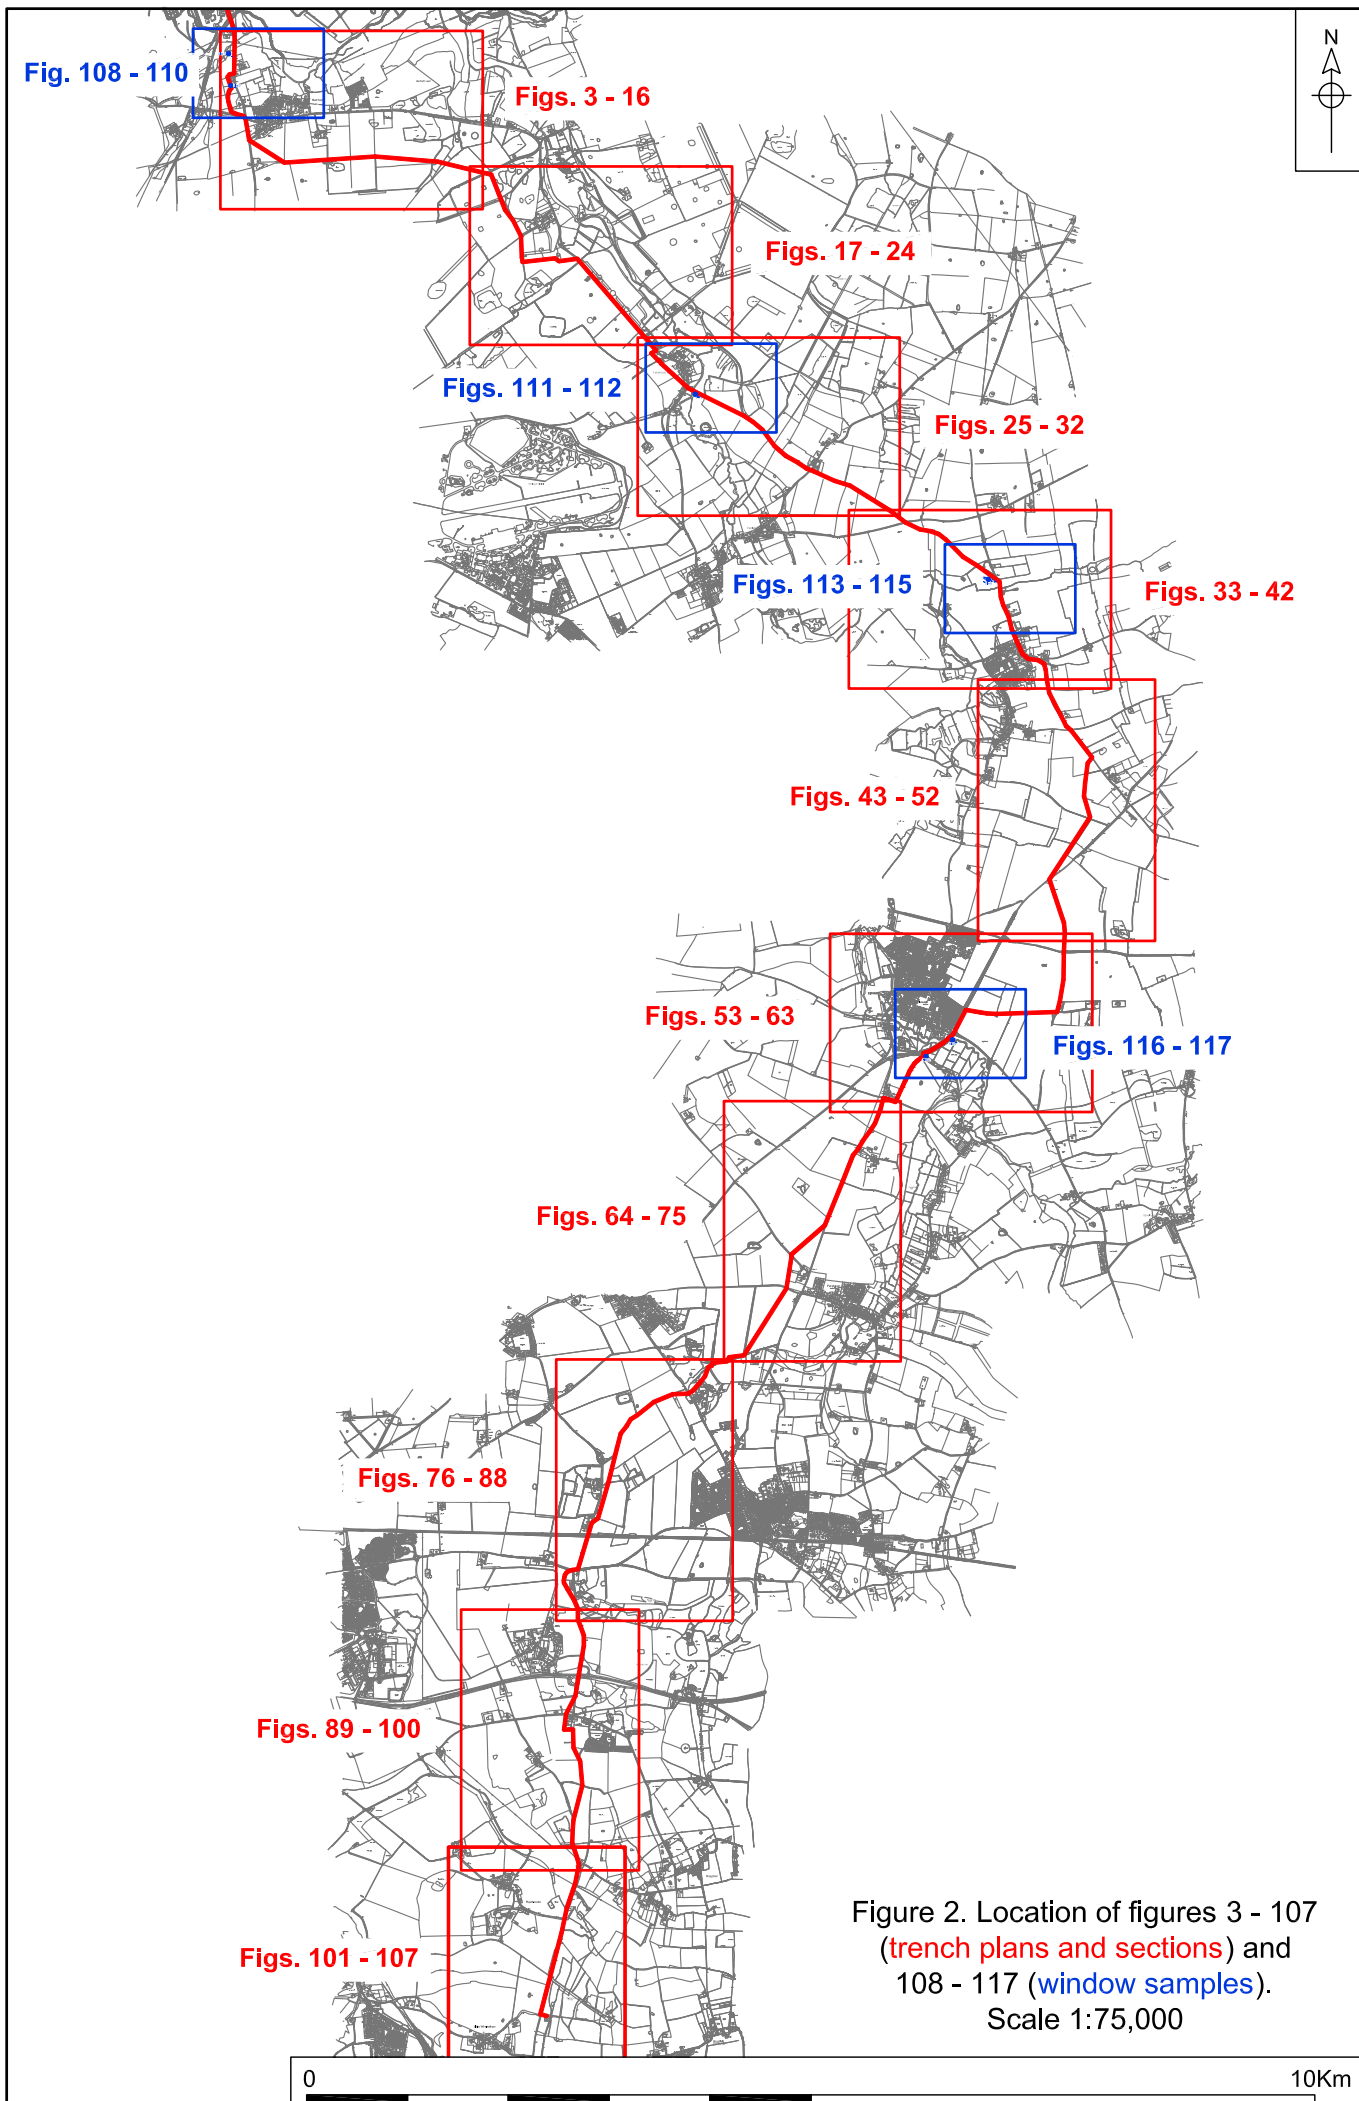 N
Fig. 108 - 110
Figs. 3 - 16
Figs. 17 - 24
Figs. 111 - 112
Figs. 25 - 32
Figs. 113 - 115
Figs. 33 - 42
Figs. 43 - 52
Figs. 53 - 63
Figs. 116 - 117
Figs. 64 - 75
Figs. 76 - 88
Figs. 89 - 100
Figs. 101 - 107
Figure 2. Location of figures 3 - 107
(trench plans and sections) and
108 - 117 (window samples).
Scale 1:75,000
0 10Km